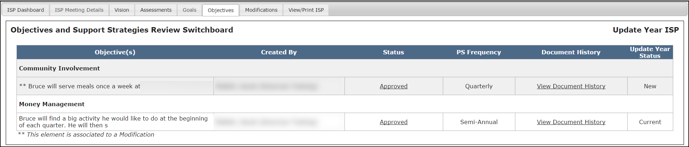 ISP Dashboard ISP Meeting Details Vision Assessments Goals Objectives Modifications View/Print ISP
Objectives and Support Strategies Review Switchboard Update Year ISP
Objective(s) Created By Status PS Frequency Document History Update Year Status
Community Involvement
** Bruce will serve meals once a week at Approved Quarterly View Document History New
Money Management
Bruce will find a big activity he would like to do at the beginning
of each quarter. He will then s Approved Semi-Annual View Document History Current
** This element is associated to a Modification